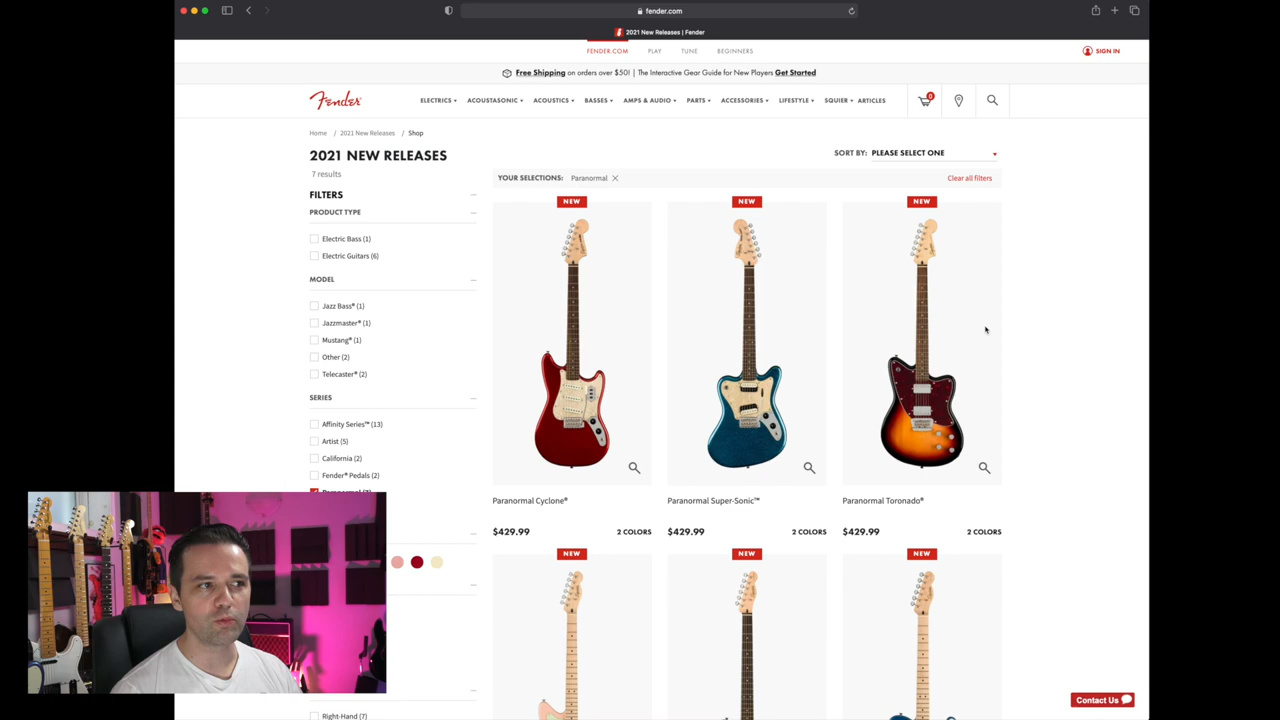 fender.com
2021 New Releases | Fender
FENDER.COM PLAY TUNE BEGINNERS
SIGN IN
Free Shipping on orders over $50! | The Interactive Gear Guide for New Players Get Started
Fender
ELECTRICS ACOUSTASONIC ACOUSTICS BASSES AMPS & AUDIO PARTS ACCESSORIES LIFESTYLE SQUIER ARTICLES
0
Home / 2021 New Releases / Shop
2021 NEW RELEASES
SORT BY: PLEASE SELECT ONE
7 results
YOUR SELECTIONS: Paranormal
Clear all filters
FILTERS
PRODUCT TYPE
Electric Bass (1)
Electric Guitars (6)
MODEL
Jazz Bass® (1)
Jazzmaster® (1)
Mustang® (1)
Other (2)
Telecaster® (2)
SERIES
Affinity Series™ (13)
Artist (5)
California (2)
Fender® Pedals (2)
Right-Hand (7)
NEW
NEW
NEW
Paranormal Cyclone®
Paranormal Super-Sonic™
Paranormal Toronado®
$429.99 2 COLORS
$429.99 2 COLORS
$429.99 2 COLORS
NEW
NEW
NEW
Contact Us